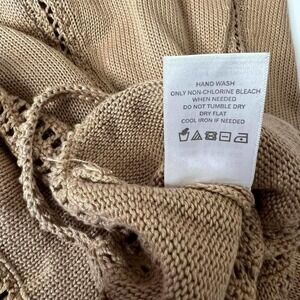 HAND WASH
ONLY NON-CHLORINE BLEACH
WHEN NEEDED
DO NOT TUMBLE DRY
DRY FLAT
COOL IRON IF NEEDED